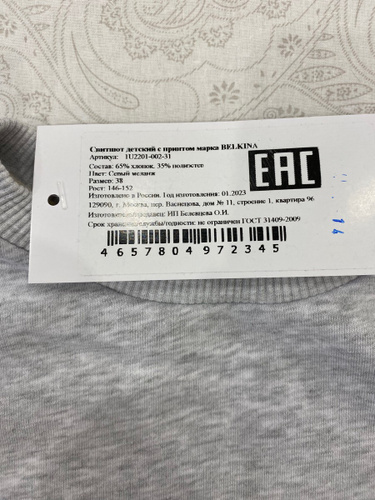 Свитшот детский с принтом марка BELKINA
Артикул: 1U2201-002-31
Состав: 65% хлопок, 35% полиэстер
Цвет: Серый меланж
Размер: 38
Рост: 146-152
Изготовлено в России. Год изготовления 01.2023
129090, г. Москва, пер. Васнецова, дом № 11, строение 1, квартира 96
Изготовитель/продавец: ИП Белевцева О.И.
Срок хранения/службы/годности: не ограничен ГОСТ 31409-2009
EAC
4657804972345
14